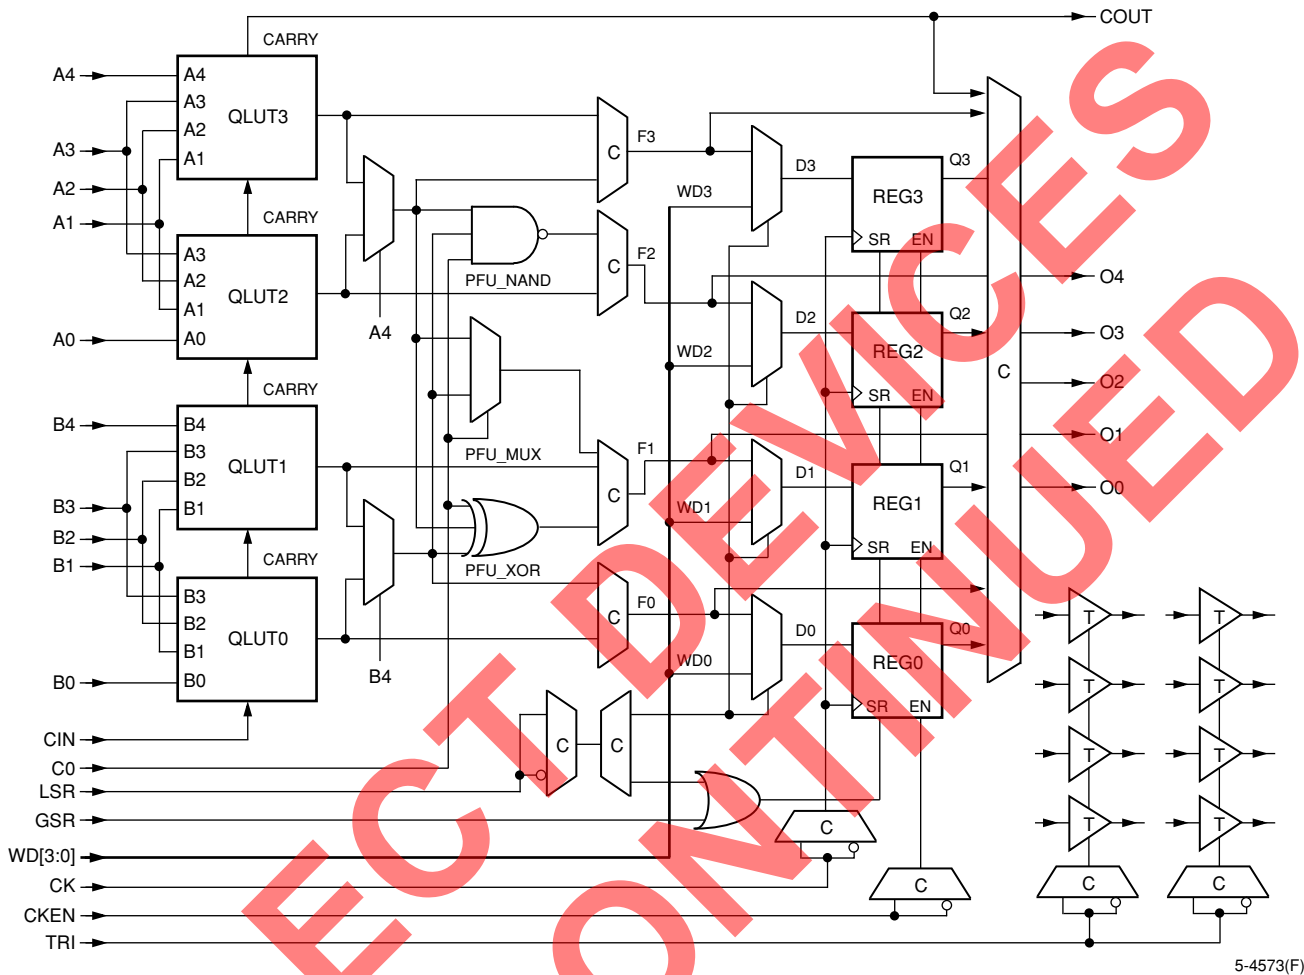 COUT
CARRY
A4
A4
A3
QLUT3
A2
A3
A1
A2
A1
F3
C
D3
WD3
Q3
REG3
SR
EN
CARRY
A3
A2
QLUT2
A1
A0
A0
PFU_NAND
A4
F2
C
D2
WD2
Q2
REG2
SR
EN
O4
O3
C
O2
O1
O0
CARRY
B4
B4
B3
QLUT1
B2
B3
B1
B2
B1
PFU_MUX
PFU_XOR
F1
C
D1
WD1
Q1
REG1
SR
EN
CARRY
B3
B2
QLUT0
B1
B0
B0
B4
F0
C
D0
WD0
Q0
REG0
SR
EN
T
T
T
T
T
T
T
T
CIN
C0
LSR
GSR
WD[3:0]
CK
CKEN
TRI
C
C
C
C
C
C
5-4573(F)
ECT DEVICES
ONTINUED